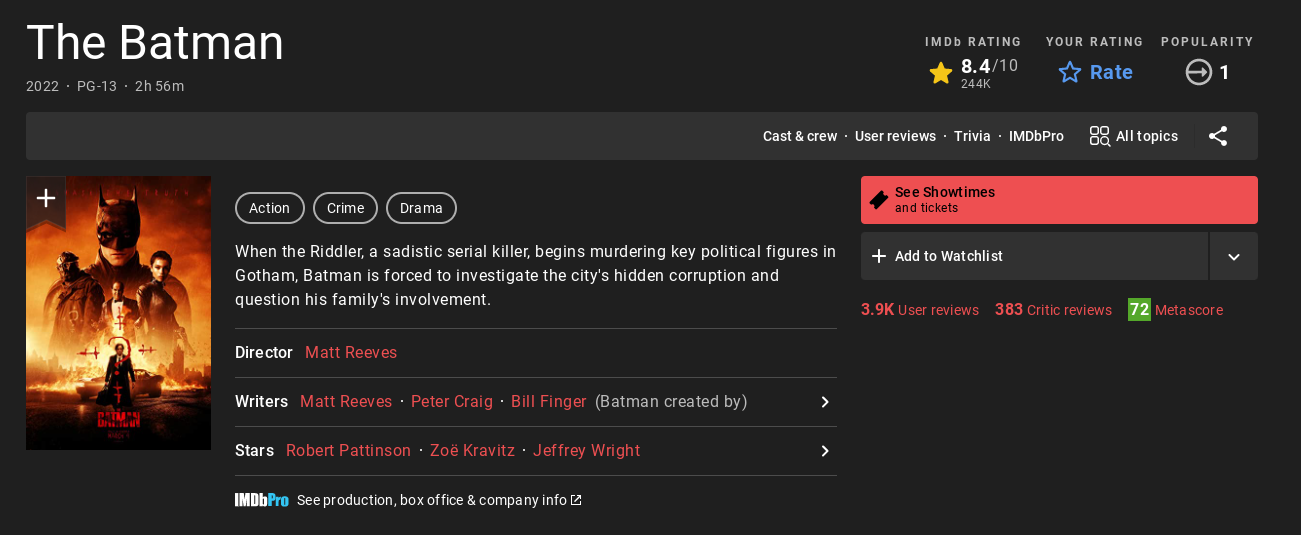 The Batman
2022 · PG-13 · 2h 56m
IMDb RATING
8.4/10
244K
YOUR RATING
Rate
POPULARITY
1
Cast & crew · User reviews · Trivia · IMDbPro
All topics
BATMAN
Action
Crime
Drama
When the Riddler, a sadistic serial killer, begins murdering key political figures in
Gotham, Batman is forced to investigate the city's hidden corruption and
question his family's involvement.
Director Matt Reeves
Writers Matt Reeves · Peter Craig · Bill Finger (Batman created by)
Stars Robert Pattinson · Zoë Kravitz · Jeffrey Wright
IMDbPro See production, box office & company info
See Showtimes
and tickets
Add to Watchlist
3.9K User reviews
383 Critic reviews
72 Metascore